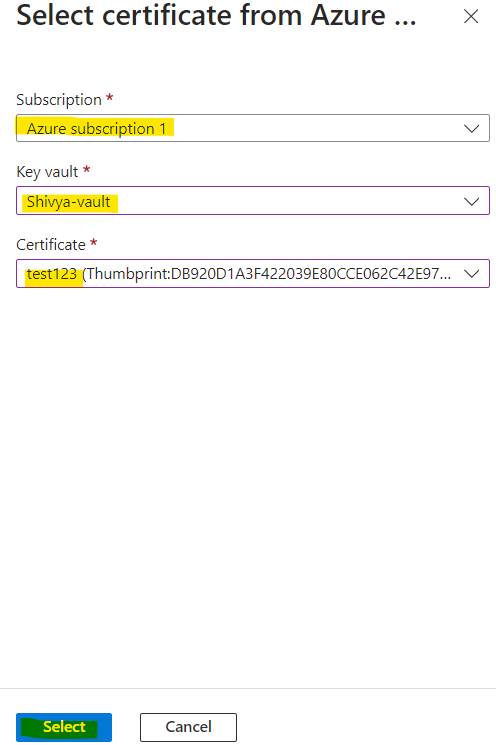 Select certificate from Azure ...
Subscription *
Azure subscription 1
Key vault *
Shivya-vault
Certificate *
test123 (Thumbprint:DB920D1A3F422039E80CCE062C42E97...
Select
Cancel